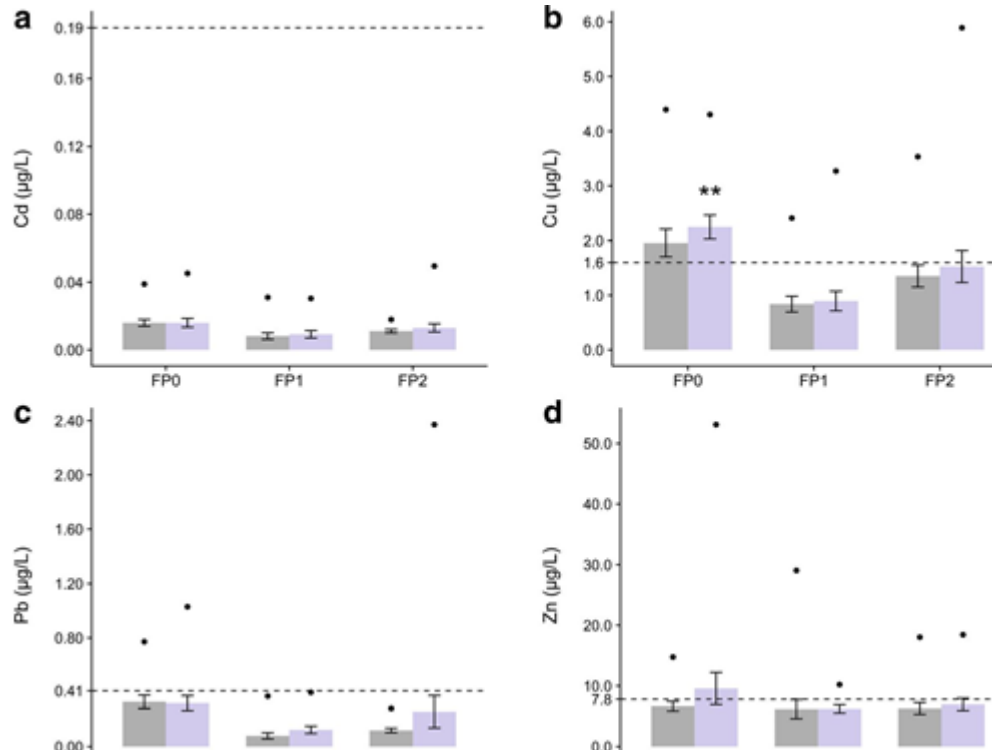 a
0.19
0.16
0.12
0.08
0.04
0.00
Cd (µg/L)
FP0 FP1 FP2
b
6.0
5.0
4.0
3.0
2.0
1.6
1.0
0.0
Cu (µg/L)
**
FP0 FP1 FP2
c
2.40
2.00
1.60
1.20
0.80
0.41
0.00
Pb (µg/L)
d
50.0
40.0
30.0
20.0
10.0
7.8
0.0
Zn (µg/L)